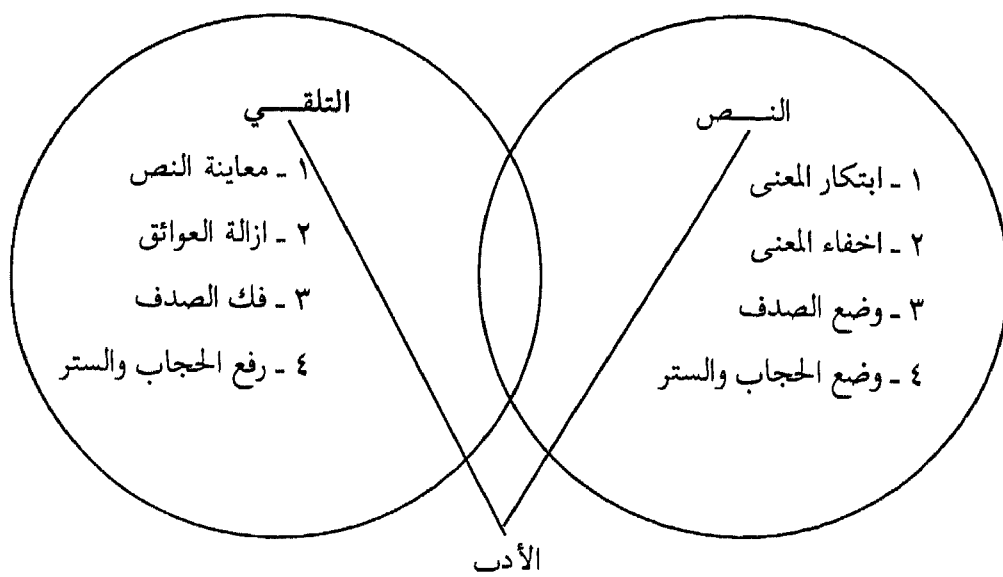 النـــص
١ - ابتكار المعنى
٢ - اخفاء المعنى
٣ - وضع الصدف
٤ - وضع الحجاب والستر
التلقـــي
١ - معاينة النص
٢ - ازالة العوائق
٣ - فك الصدف
٤ - رفع الحجاب والستر
الأدب